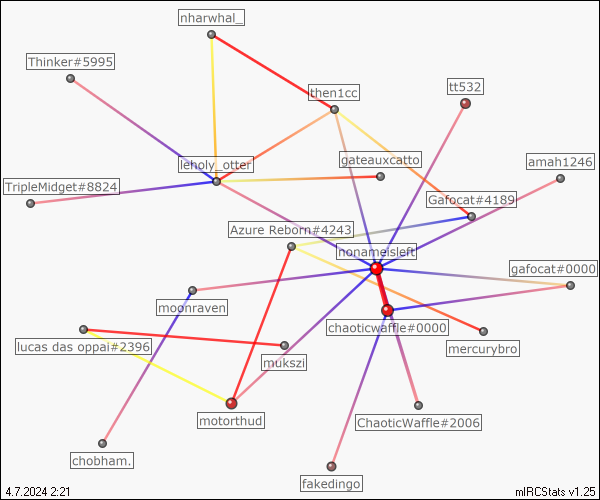 nharwhal_
Thinker#5995
then1cc
tt532
leholy_otter
gateauxcatto
amah1246
TripleMidget#8824
Gafocat#4189
Azure Reborn#4243
nonameisleft
gafocat#0000
moonraven
chaoticwaffle#0000
lucas das oppai#2396
mukszi
mercurybro
motorthud
ChaoticWaffle#2006
chobham.
fakedingo
4.7.2024 2:21
mIRCStats v1.25